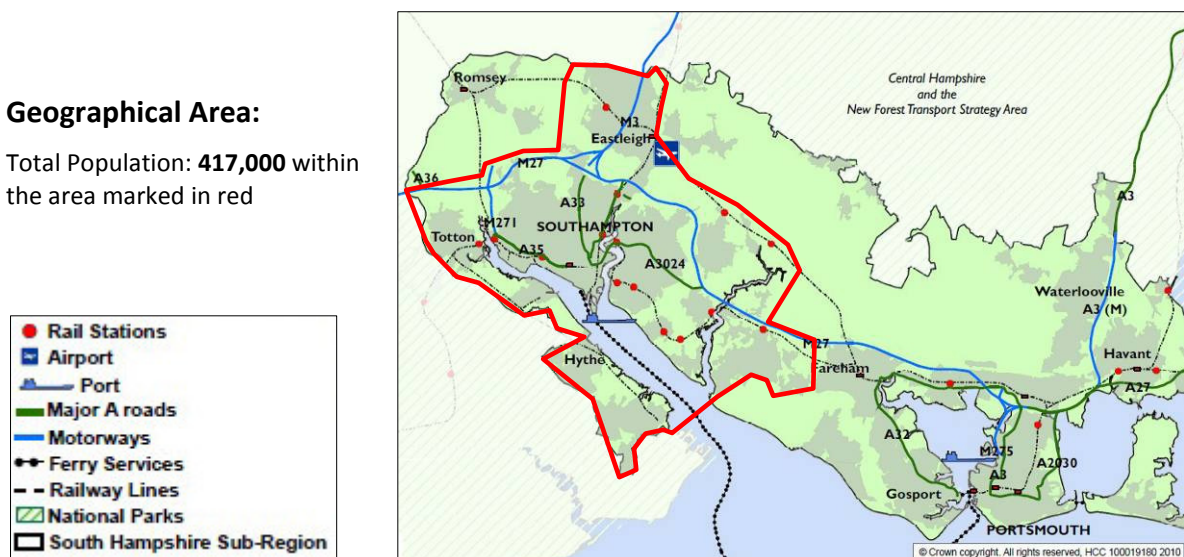 Geographical Area:
Total Population: 417,000 within
the area marked in red
Rail Stations
Airport
Port
Major A roads
Motorways
Ferry Services
Railway Lines
National Parks
South Hampshire Sub-Region
Romsey
Central Hampshire
and the
New Forest Transport Strategy Area
M3
Eastleigh
M27
A36
A3
A33
M271
SOUTHAMPTON
Totton
A35
A3024
Waterlooville
A3 (M)
Hythe
M27
Fareham
Havant
A27
A32
M275
A3
A2030
Gosport
PORTSMOUTH
© Crown copyright. All rights reserved, HCC 100019180 2010